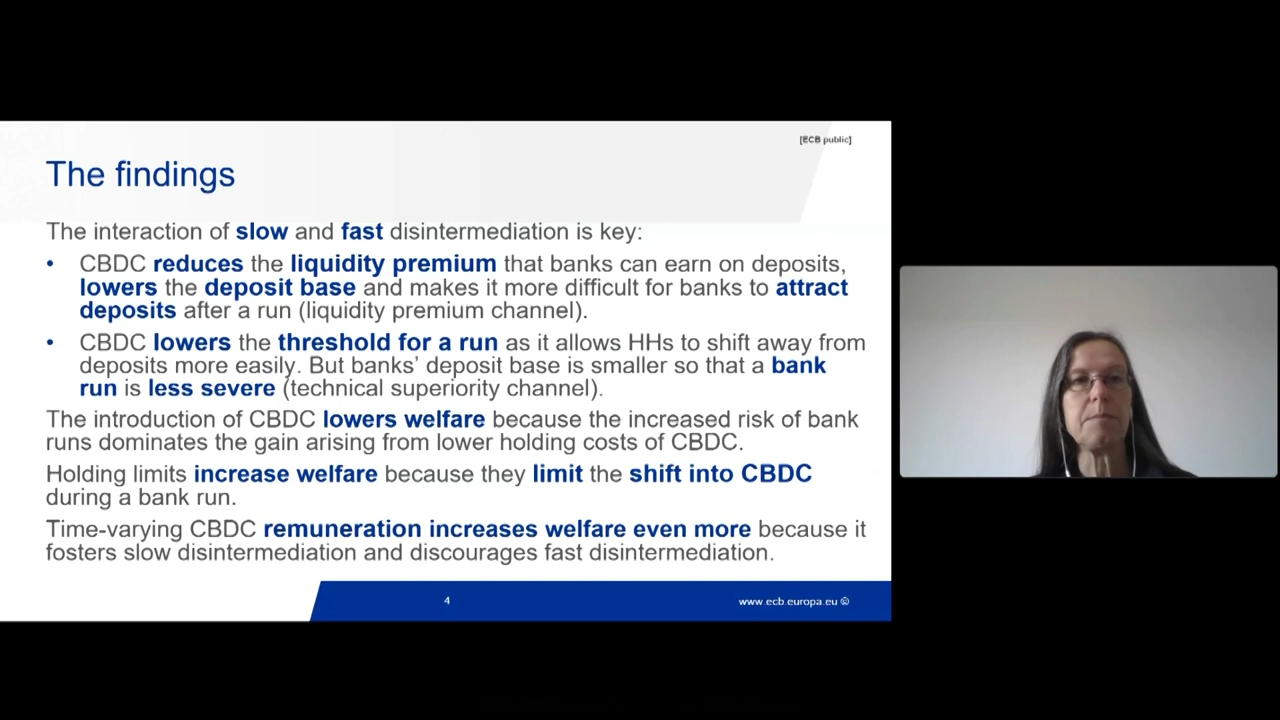 [ECB public]
The findings
The interaction of slow and fast disintermediation is key:
• CBDC reduces the liquidity premium that banks can earn on deposits,
lowers the deposit base and makes it more difficult for banks to attract
deposits after a run (liquidity premium channel).
• CBDC lowers the threshold for a run as it allows HHs to shift away from
deposits more easily. But banks’ deposit base is smaller so that a bank
run is less severe (technical superiority channel).
The introduction of CBDC lowers welfare because the increased risk of bank
runs dominates the gain arising from lower holding costs of CBDC.
Holding limits increase welfare because they limit the shift into CBDC
during a bank run.
Time-varying CBDC remuneration increases welfare even more because it
fosters slow disintermediation and discourages fast disintermediation.
4
www.ecb.europa.eu ©